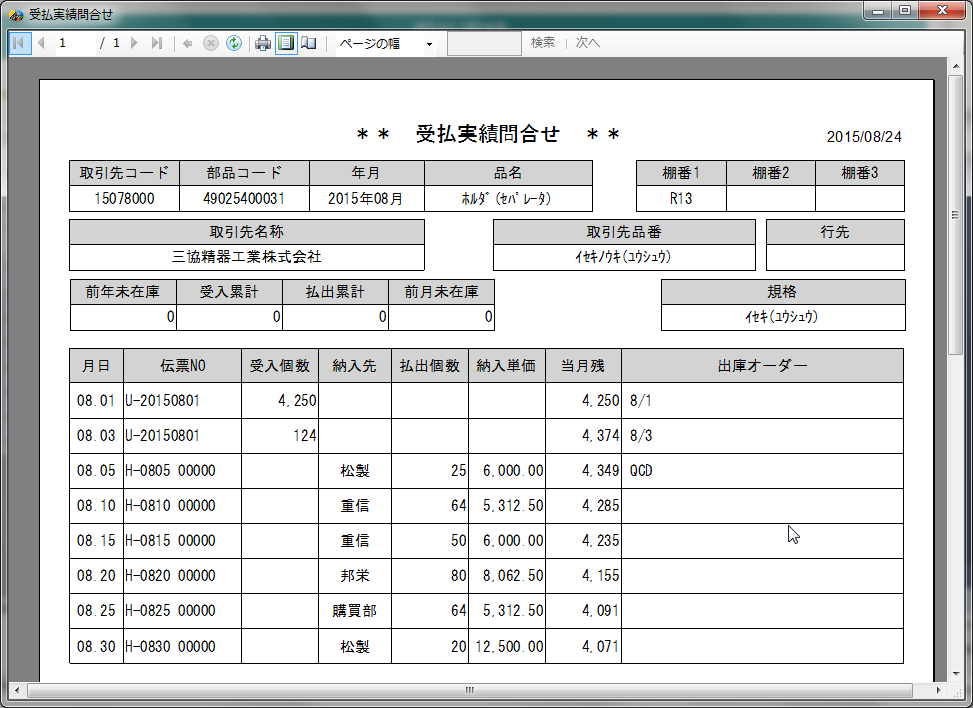 受払実績問合せ
1 / 1 ページの幅 検索 次へ
＊＊ 受払実績問合せ ＊＊
2015/08/24
取引先コード 部品コード 年月 品名 棚番1 棚番2 棚番3
15078000 49025400031 2015年08月 ﾎﾙﾀﾞ(ｾﾊﾟﾚｰﾀ) R13
取引先名称 取引先品番 行先
三協精器工業株式会社 ｲｾｷﾉｳｷ(ﾕｳｼｭｳ)
前年末在庫 受入累計 払出累計 前月末在庫 規格
0 0 0 0 ｲｾｷ(ﾕｳｼｭｳ)
月日 伝票NO 受入個数 納入先 払出個数 納入単価 当月残 出庫オーダー
08.01 U-20150801 4,250 4,250 8/1
08.03 U-20150801 124 4,374 8/3
08.05 H-0805 00000 松製 25 6,000.00 4,349 QCD
08.10 H-0810 00000 重信 64 5,312.50 4,285
08.15 H-0815 00000 重信 50 6,000.00 4,235
08.20 H-0820 00000 邦栄 80 8,062.50 4,155
08.25 H-0825 00000 購買部 64 5,312.50 4,091
08.30 H-0830 00000 松製 20 12,500.00 4,071